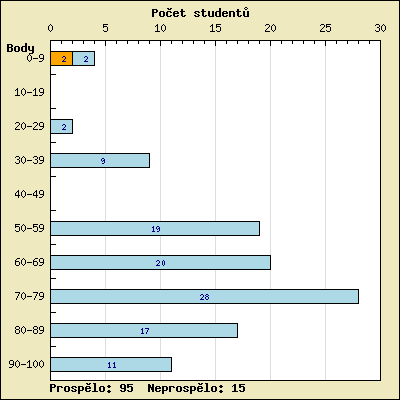 Počet studentů
0 5 10 15 20 25 30
Body
0-9 2 2
10-19
20-29 2
30-39 9
40-49
50-59 19
60-69 20
70-79 28
80-89 17
90-100 11
Prospělo: 95 Neprospělo: 15